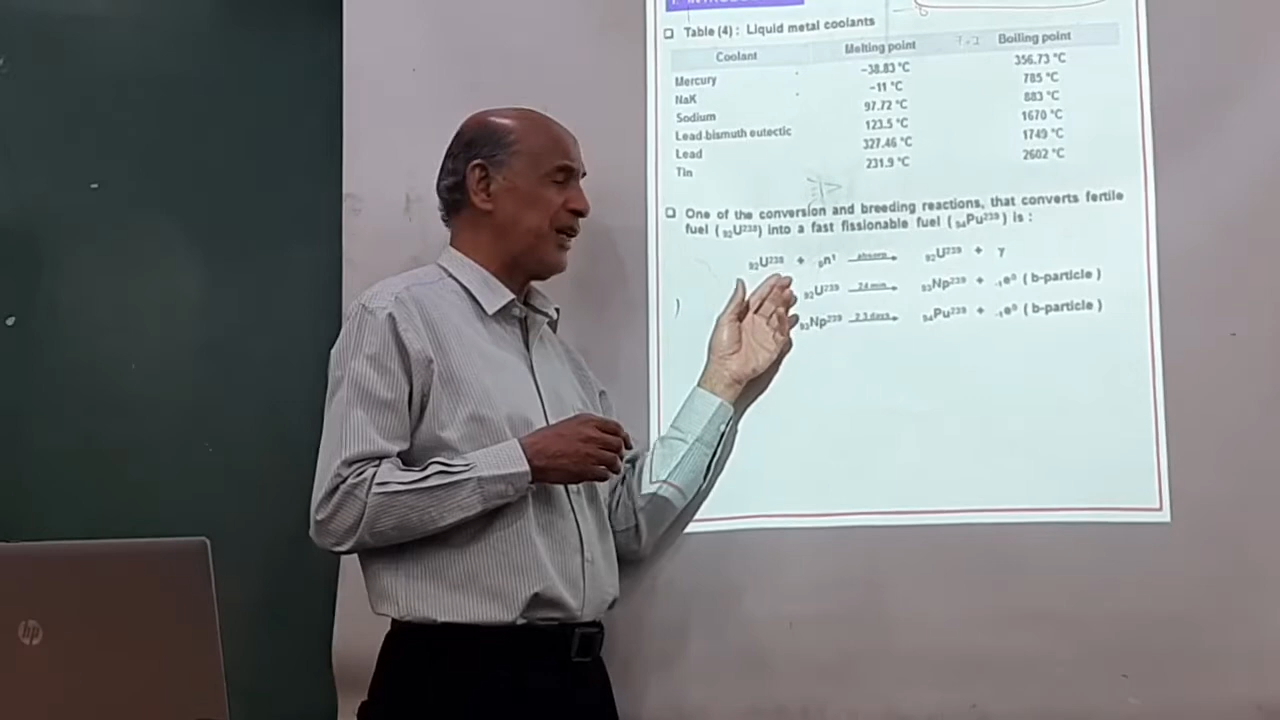 1. INTRO
❑ Table (4) : Liquid metal coolants
Coolant Melting point Boiling point
Mercury −38.83 °C 356.73 °C
NaK −11 °C 785 °C
Sodium 97.72 °C 883 °C
Lead-bismuth eutectic 123.5 °C 1670 °C
Lead 327.46 °C 1749 °C
Tin 231.9 °C 2602 °C
❑ One of the conversion and breeding reactions, that converts fertile
fuel ( ₉₂U²³⁸) into a fast fissionable fuel ( ₉₄Pu²³⁹ ) is :
₉₂U²³⁸ + ₀n¹ absorp → ₉₂U²³⁹ + γ
₉₂U²³⁹ 24 min → ₉₃Np²³⁹ + ₋₁e⁰ ( b-particle )
₉₃Np²³⁹ 2.3 days → ₉₄Pu²³⁹ + ₋₁e⁰ ( b-particle )
hp